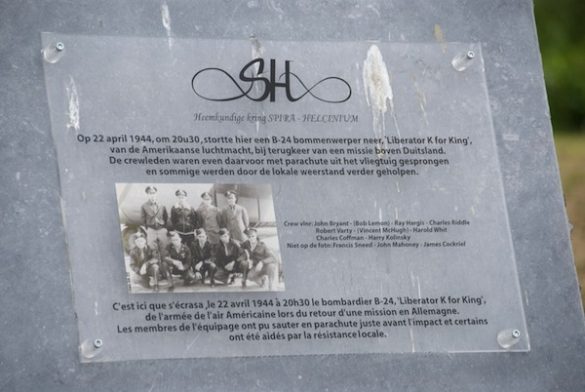 SH
Heemkundige kring SPIRA - HELCINIUM
Op 22 april 1944, om 20u30, stortte hier een B-24 bommenwerper neer, 'Liberator K for King',
van de Amerikaanse luchtmacht, bij terugkeer van een missie boven Duitsland.
De crewleden waren even daarvoor met parachute uit het vliegtuig gesprongen
en sommige werden door de lokale weerstand verder geholpen.
Crew vlnr: John Bryant - (Bob Lemon) - Ray Hargis - Charles Riddle
Robert Varty - (Vincent McHugh) - Harold Whit
Charles Coffman - Harry Kolinsky
Niet op de foto: Francis Sneed - John Mahoney - James Cockriel
C'est ici que s'écrasa ,le 22 avril 1944 à 20h30 le bombardier B-24, 'Liberator K for King',
de l'armée de l'air Américaine lors du retour d'une mission en Allemagne.
Les membres de l'équipage ont pu sauter en parachute juste avant l'impact et certains
ont été aidés par la résistance locale.